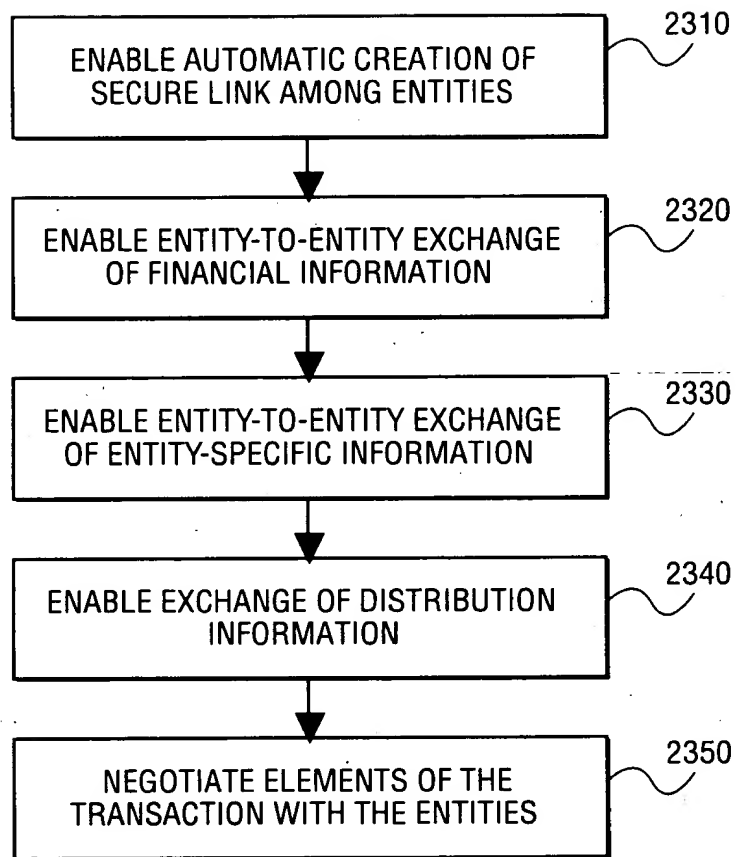 2310
ENABLE AUTOMATIC CREATION OF
SECURE LINK AMONG ENTITIES
2320
ENABLE ENTITY-TO-ENTITY EXCHANGE
OF FINANCIAL INFORMATION
2330
ENABLE ENTITY-TO-ENTITY EXCHANGE
OF ENTITY-SPECIFIC INFORMATION
2340
ENABLE EXCHANGE OF DISTRIBUTION
INFORMATION
2350
NEGOTIATE ELEMENTS OF THE
TRANSACTION WITH THE ENTITIES